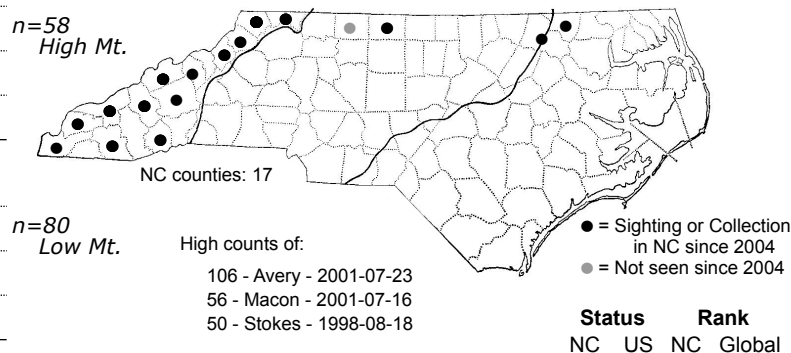 n=58
High Mt.
NC counties: 17
n=80
Low Mt.
High counts of:
106 - Avery - 2001-07-23
56 - Macon - 2001-07-16
50 - Stokes - 1998-08-18
= Sighting or Collection
in NC since 2004
= Not seen since 2004
Status Rank
NC US NC Global